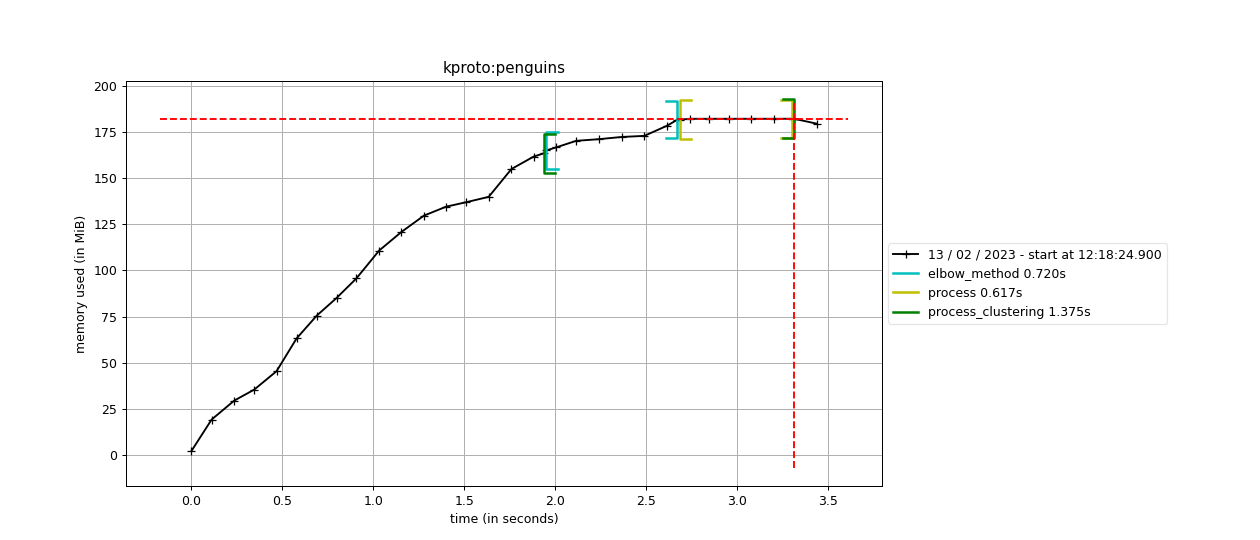 kproto:penguins
memory used (in MiB)
200
175
150
125
100
75
50
25
0
0.0 0.5 1.0 1.5 2.0 2.5 3.0 3.5
time (in seconds)
13 / 02 / 2023 - start at 12:18:24.900
elbow_method 0.720s
process 0.617s
process_clustering 1.375s